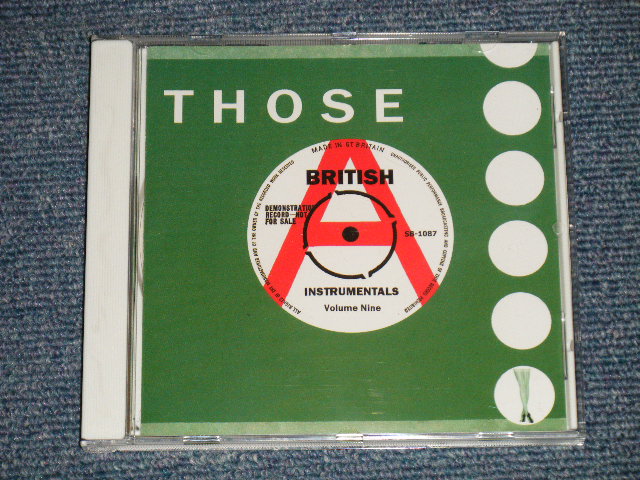 THOSE
MADE IN GT BRITAIN
BRITISH
DEMONSTRATION
RECORD—NOT
FOR SALE
SB-1087
INSTRUMENTALS
Volume Nine